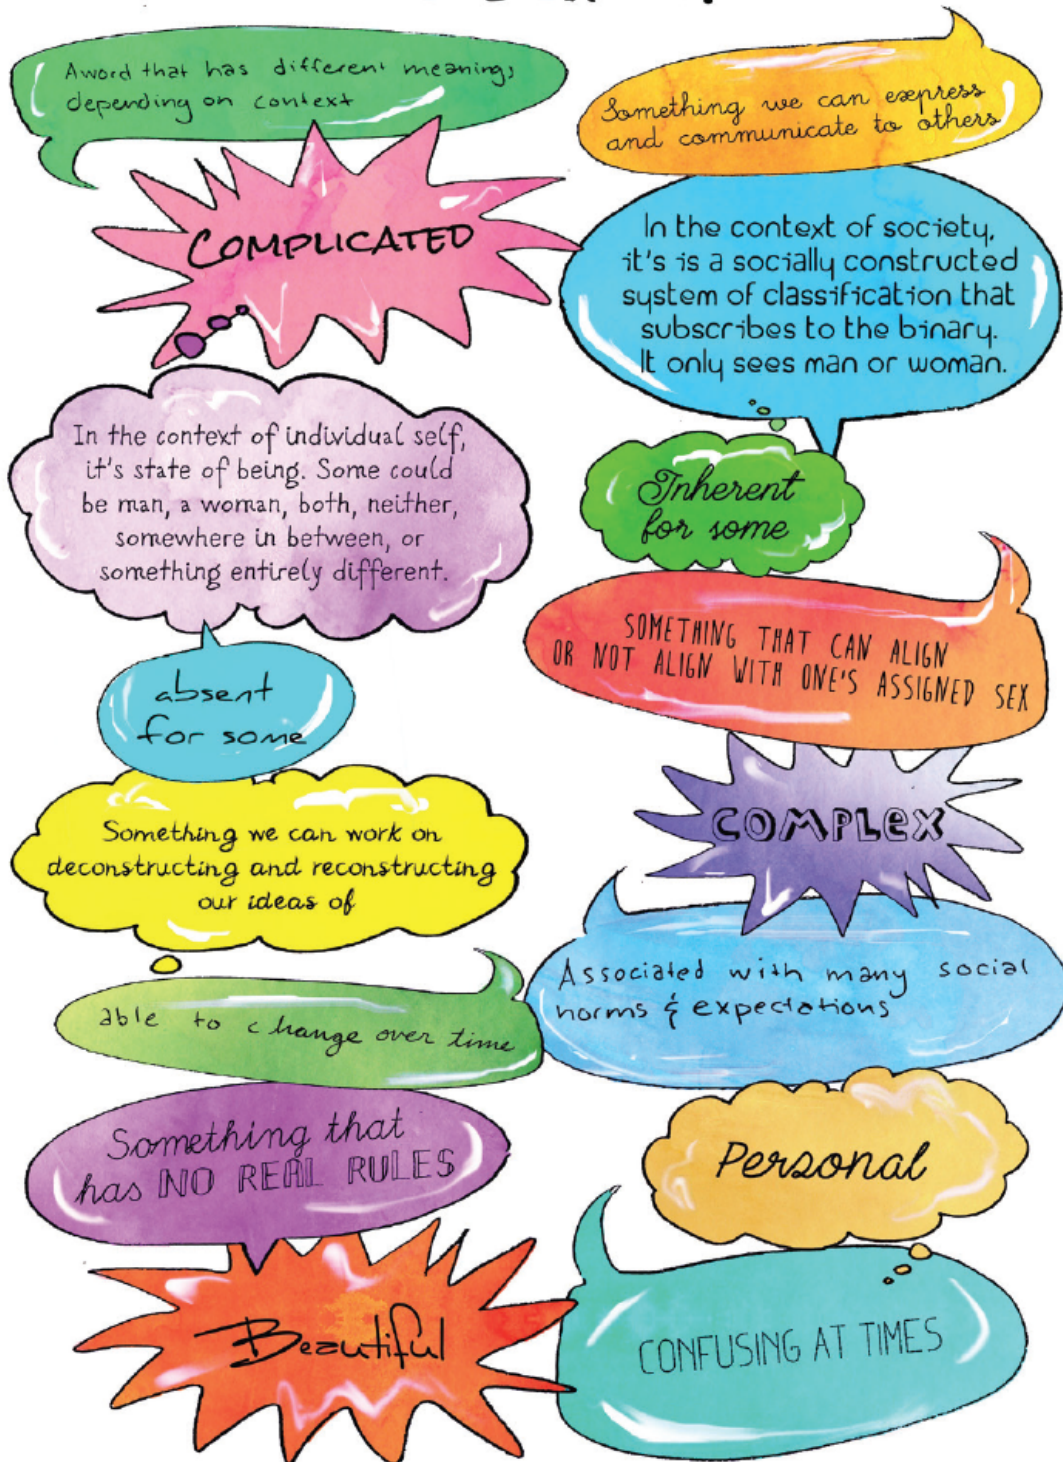 A word that has different meanings
depending on context
Something we can express
and communicate to others
COMPLICATED
In the context of society,
it's is a socially constructed
system of classification that
subscribes to the binary.
It only sees man or woman.
In the context of individual self,
it's state of being. Some could
be man, a woman, both, neither,
somewhere in between, or
something entirely different.
Inherent
for some
SOMETHING THAT CAN ALIGN
OR NOT ALIGN WITH ONE'S ASSIGNED SEX
absent
for some
COMPLEX
Something we can work on
deconstructing and reconstructing
our ideas of
Associated with many social
norms & expectations
able to change over time
Something that
has NO REAL RULES
Personal
Beautiful
CONFUSING AT TIMES